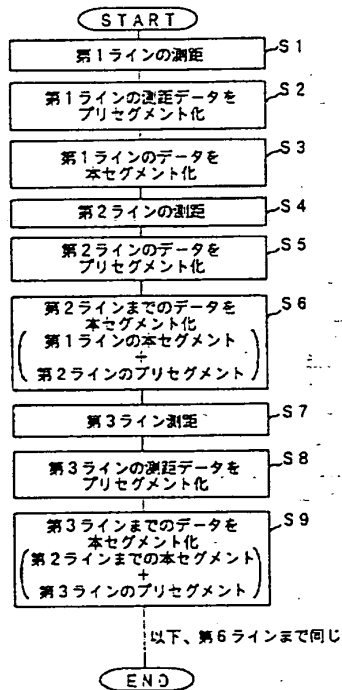 START
第1ラインの測距
S1
第1ラインの測距データを
プリセグメント化
S2
第1ラインのデータを
本セグメント化
S3
第2ラインの測距
S4
第2ラインのデータを
プリセグメント化
S5
第2ラインまでのデータを
本セグメント化
(第1ラインの本セグメント
+
第2ラインのプリセグメント)
S6
第3ライン測距
S7
第3ラインの測距データを
プリセグメント化
S8
第3ラインまでのデータを
本セグメント化
(第2ラインまでの本セグメント
+
第3ラインのプリセグメント)
S9
以下、第6ラインまで同じ
END